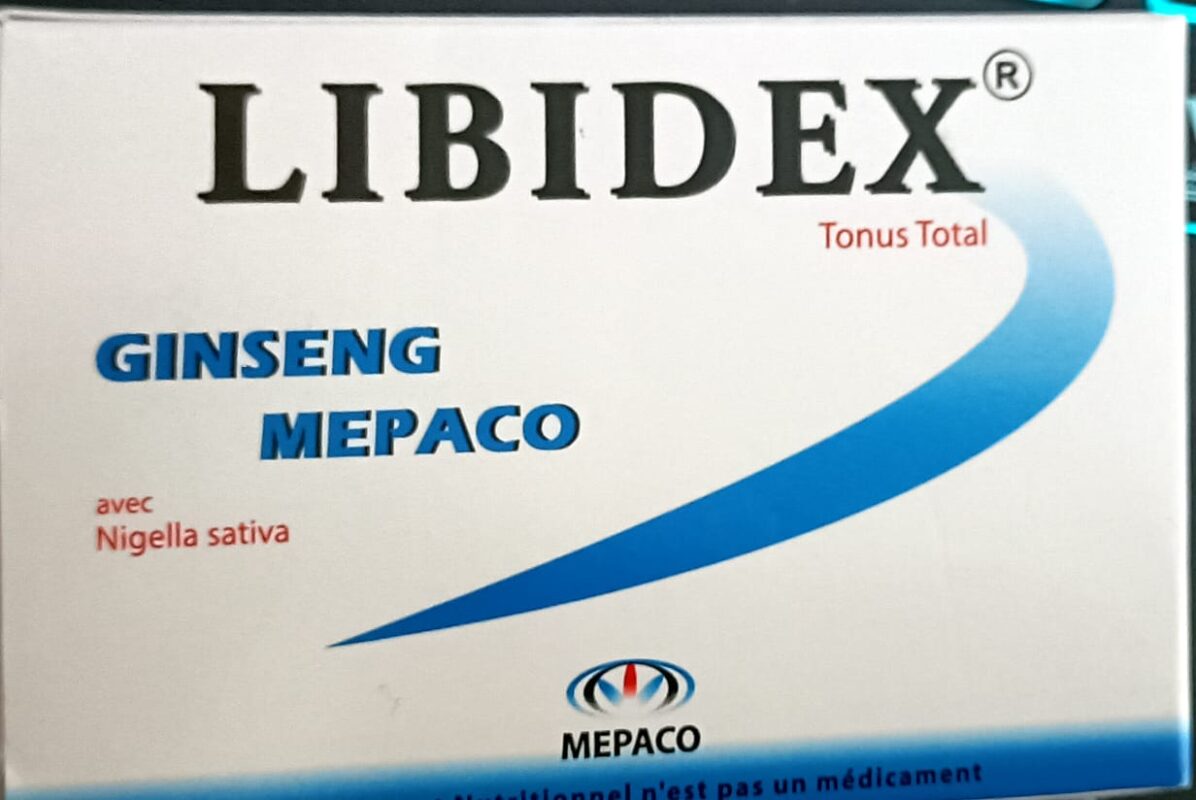 LIBIDEX®
Tonus Total
GINSENG
MEPACO
avec
Nigella sativa
MEPACO
Nutritionnel n'est pas un médicament